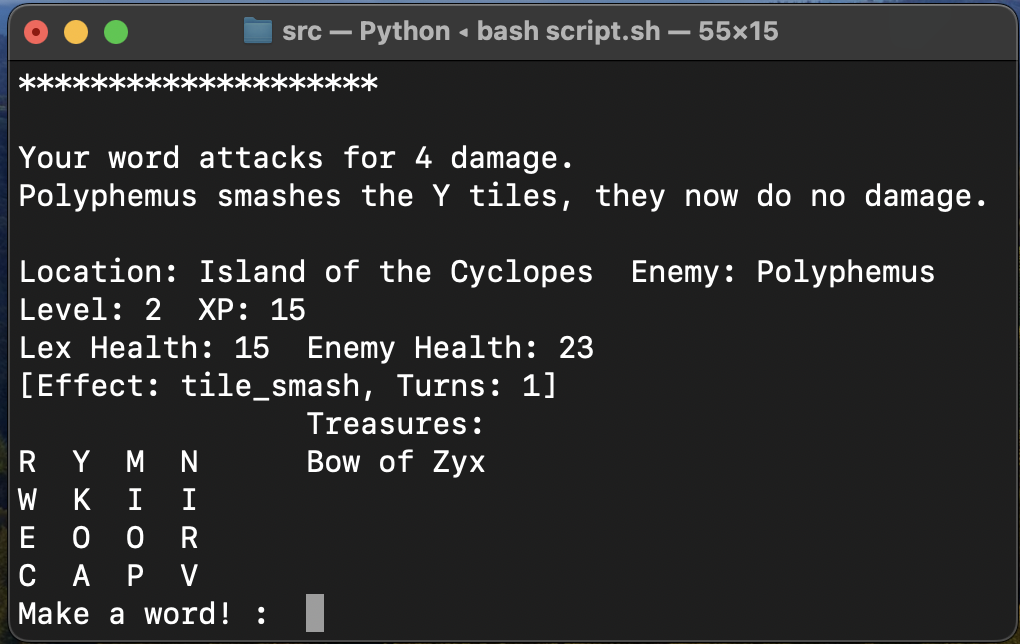 src — Python ◂ bash script.sh — 55×15
********************
Your word attacks for 4 damage.
Polyphemus smashes the Y tiles, they now do no damage.
Location: Island of the Cyclopes  Enemy: Polyphemus
Level: 2  XP: 15
Lex Health: 15  Enemy Health: 23
[Effect: tile_smash, Turns: 1]
                Treasures:
R  Y  M  N      Bow of Zyx
W  K  I  I
E  O  O  R
C  A  P  V
Make a word! :